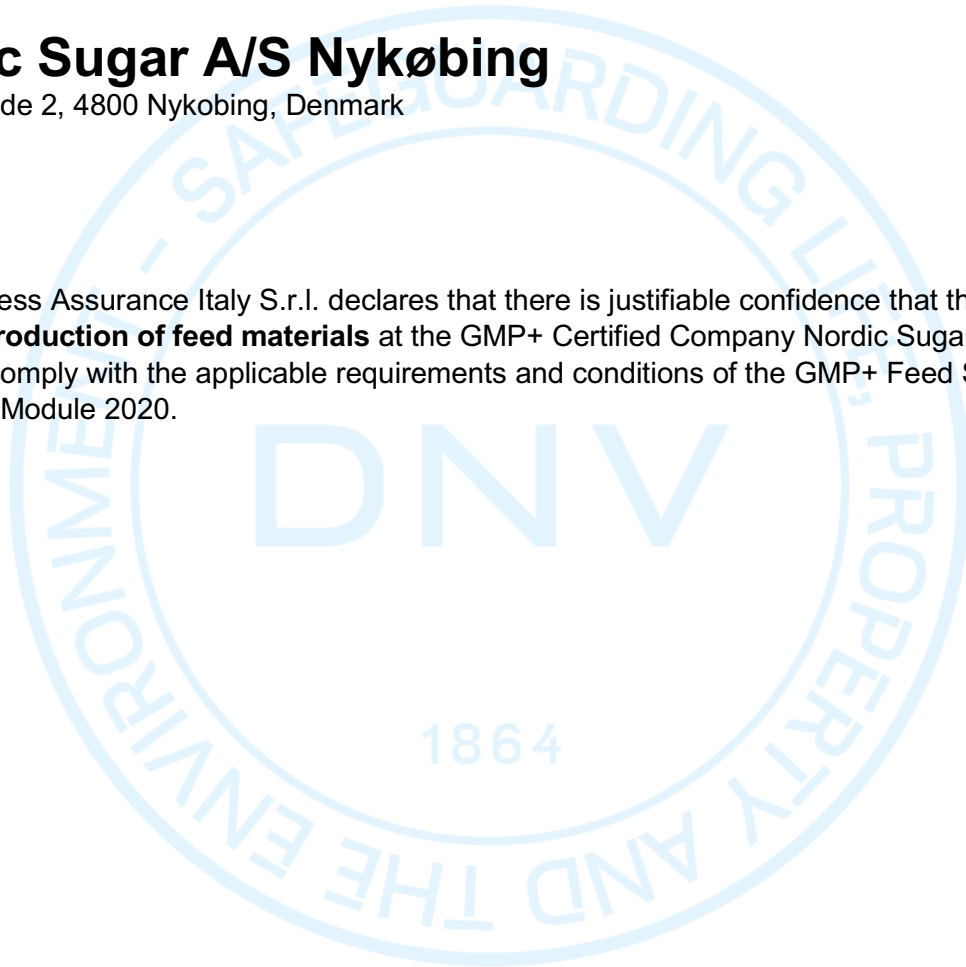 c Sugar A/S Nykøbing
de 2, 4800 Nykobing, Denmark
ess Assurance Italy S.r.l. declares that there is justifiable confidence that th
roduction of feed materials at the GMP+ Certified Company Nordic Suga
omply with the applicable requirements and conditions of the GMP+ Feed S
Module 2020.
SAFEGUARDING LIFE, PROPERTY AND THE ENVIRONMENT -
DNV
1864